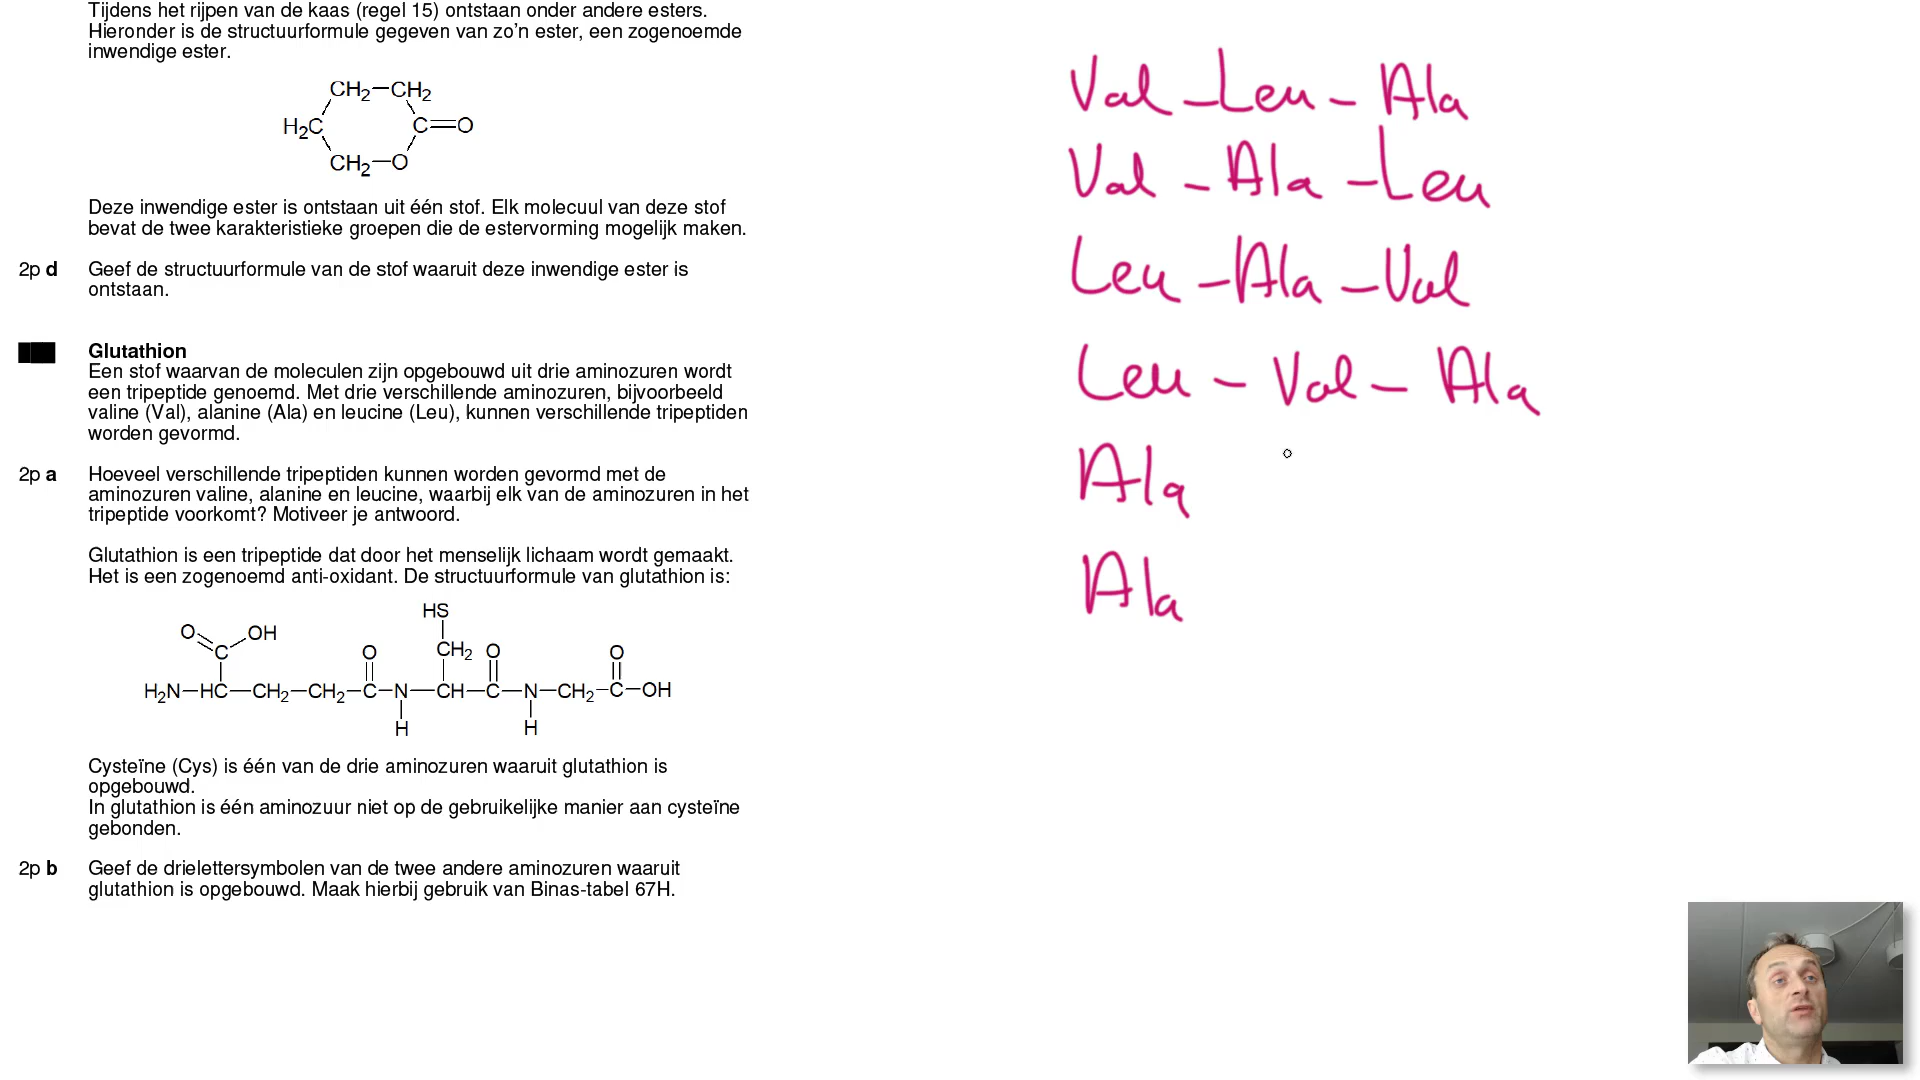 Tijdens het rijpen van de kaas (regel 15) ontstaan onder andere esters.
Hieronder is de structuurformule gegeven van zo'n ester, een zogenoemde
inwendige ester.
CH2—CH2
H2C C=O
CH2—O
Deze inwendige ester is ontstaan uit één stof. Elk molecuul van deze stof
bevat de twee karakteristieke groepen die de estervorming mogelijk maken.
2p d Geef de structuurformule van de stof waaruit deze inwendige ester is
ontstaan.
Glutathion
Een stof waarvan de moleculen zijn opgebouwd uit drie aminozuren wordt
een tripeptide genoemd. Met drie verschillende aminozuren, bijvoorbeeld
valine (Val), alanine (Ala) en leucine (Leu), kunnen verschillende tripeptiden
worden gevormd.
2p a Hoeveel verschillende tripeptiden kunnen worden gevormd met de
aminozuren valine, alanine en leucine, waarbij elk van de aminozuren in het
tripeptide voorkomt? Motiveer je antwoord.
Glutathion is een tripeptide dat door het menselijk lichaam wordt gemaakt.
Het is een zogenoemd anti-oxidant. De structuurformule van glutathion is:
HS
O OH
C O CH2 O O
H2N—HC—CH2—CH2—C—N—CH—C—N—CH2—C—OH
H H
Cysteïne (Cys) is één van de drie aminozuren waaruit glutathion is
opgebouwd.
In glutathion is één aminozuur niet op de gebruikelijke manier aan cysteïne
gebonden.
2p b Geef de drielettersymbolen van de twee andere aminozuren waaruit
glutathion is opgebouwd. Maak hierbij gebruik van Binas-tabel 67H.
Val - Leu - Ala
Val - Ala - Leu
Leu - Ala - Val
Leu - Val - Ala
Ala
Ala